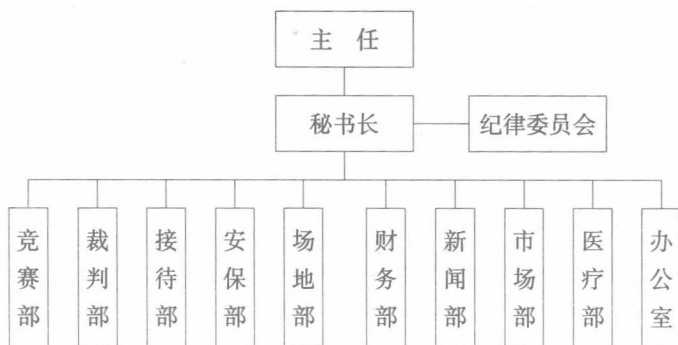 主 任
秘书长
纪律委员会
竞赛部
裁判部
接待部
安保部
场地部
财务部
新闻部
市场部
医疗部
办公室